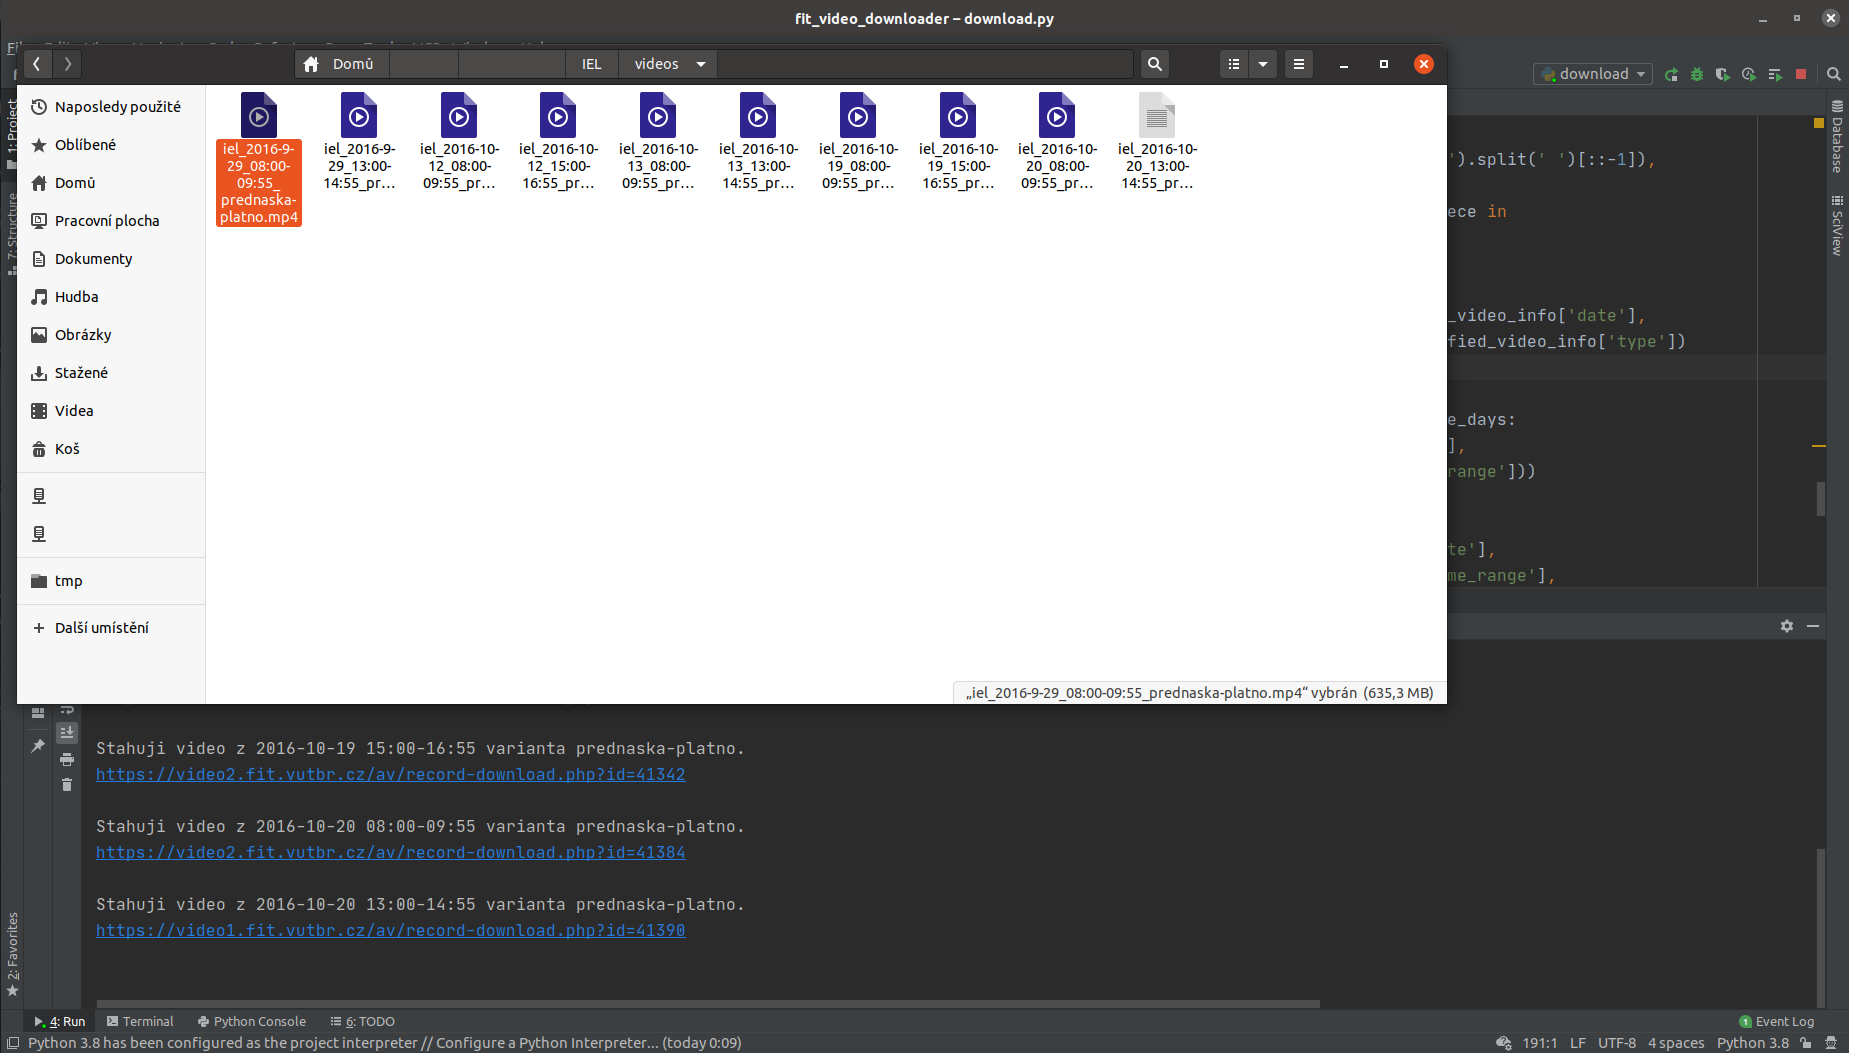 fit_video_downloader – download.py
Domů
IEL
videos
download
Naposledy použité
Oblíbené
Domů
Pracovní plocha
Dokumenty
Hudba
Obrázky
Stažené
Videa
Koš
tmp
Další umístění
iel_2016-9-
29_08:00-
09:55_
prednaska-
platno.mp4
iel_2016-9-
29_13:00-
14:55_pr…
iel_2016-10-
12_08:00-
09:55_pr…
iel_2016-10-
12_15:00-
16:55_pr…
iel_2016-10-
13_08:00-
09:55_pr…
iel_2016-10-
13_13:00-
14:55_pr…
iel_2016-10-
19_08:00-
09:55_pr…
iel_2016-10-
19_15:00-
16:55_pr…
iel_2016-10-
20_08:00-
09:55_pr…
iel_2016-10-
20_13:00-
14:55_pr…
„iel_2016-9-29_08:00-09:55_prednaska-platno.mp4“ vybrán (635,3 MB)
1: Project
7: Structure
2: Favorites
Database
SciView
').split(' ')[::-1]),
ece in
_video_info['date'],
fied_video_info['type'])
e_days:
],
range']))
te'],
me_range'],
Stahuji video z 2016-10-19 15:00-16:55 varianta prednaska-platno.
https://video2.fit.vutbr.cz/av/record-download.php?id=41342
Stahuji video z 2016-10-20 08:00-09:55 varianta prednaska-platno.
https://video2.fit.vutbr.cz/av/record-download.php?id=41384
Stahuji video z 2016-10-20 13:00-14:55 varianta prednaska-platno.
https://video1.fit.vutbr.cz/av/record-download.php?id=41390
4: Run
Terminal
Python Console
6: TODO
1 Event Log
Python 3.8 has been configured as the project interpreter // Configure a Python Interpreter... (today 0:09)
191:1 LF UTF-8 4 spaces Python 3.8